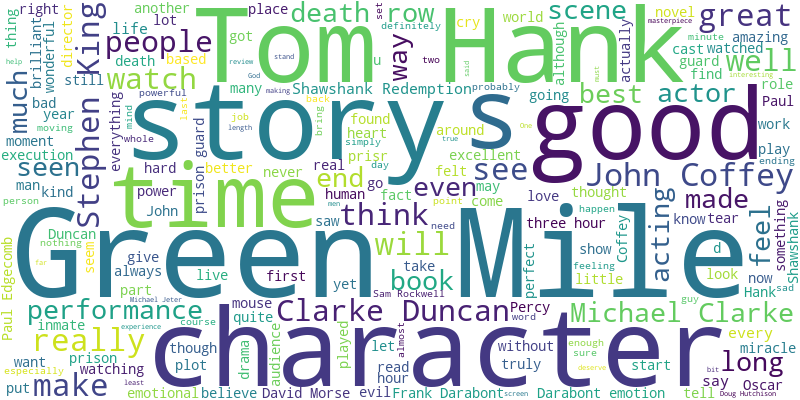 Tom Hank
story s
good
time
Green Mile
character
death row
scene
great
people
Stephen King
watch
way
well
Shawshank Redemption
best
actor
see
John Coffey
made
seen
much
end
even
think
will
book
feel
acting
performance
Clarke Duncan
Michael Clarke
really
make
long
another
lot
place
life
thing
right
wonderful
brilliant
director
death
based
many
powerful
moment
still
bad
year
moving
everything
mind
last
execution
man
kind
person
hard
better
whole
power
John
prison guard
never
job
length
found
heart
prisr
real
human
fact
bring
back
simply
around
felt
excellent
day
go
may
come
saw
need
love
thought
men
point
three hour
know
tear
happen
feeling
show
Coffey
d
look
now
Hank
sad
something
Shawshank
perfect
little
guy
every
miracle
start
say
Oscar
tell
bit
Doug Hutchison
deserve
enough
sure
truly
without
word
Percy
Sam Rockwell
almost
let
read
hour
played
audience
drama
course
quite
mouse
first
yet
take
live
part
always
give
seem
nothing
Duncan
Paul Edgecomb
far
inmate
Michael Jeter
experience
though
plot
want
prison
watching
especially
put
least
emotional
believe
David Morse
evil
Frank Darabont
Darabont emotion
screen
novel
cast
watched
amazing
guard
find
role
Paul
work
play
ending
One
interesting
masterpiece
minute
set
stand
said
two
definitely
world
cry
got
u
although
actually
going
probably
true
must
God
review
making
help